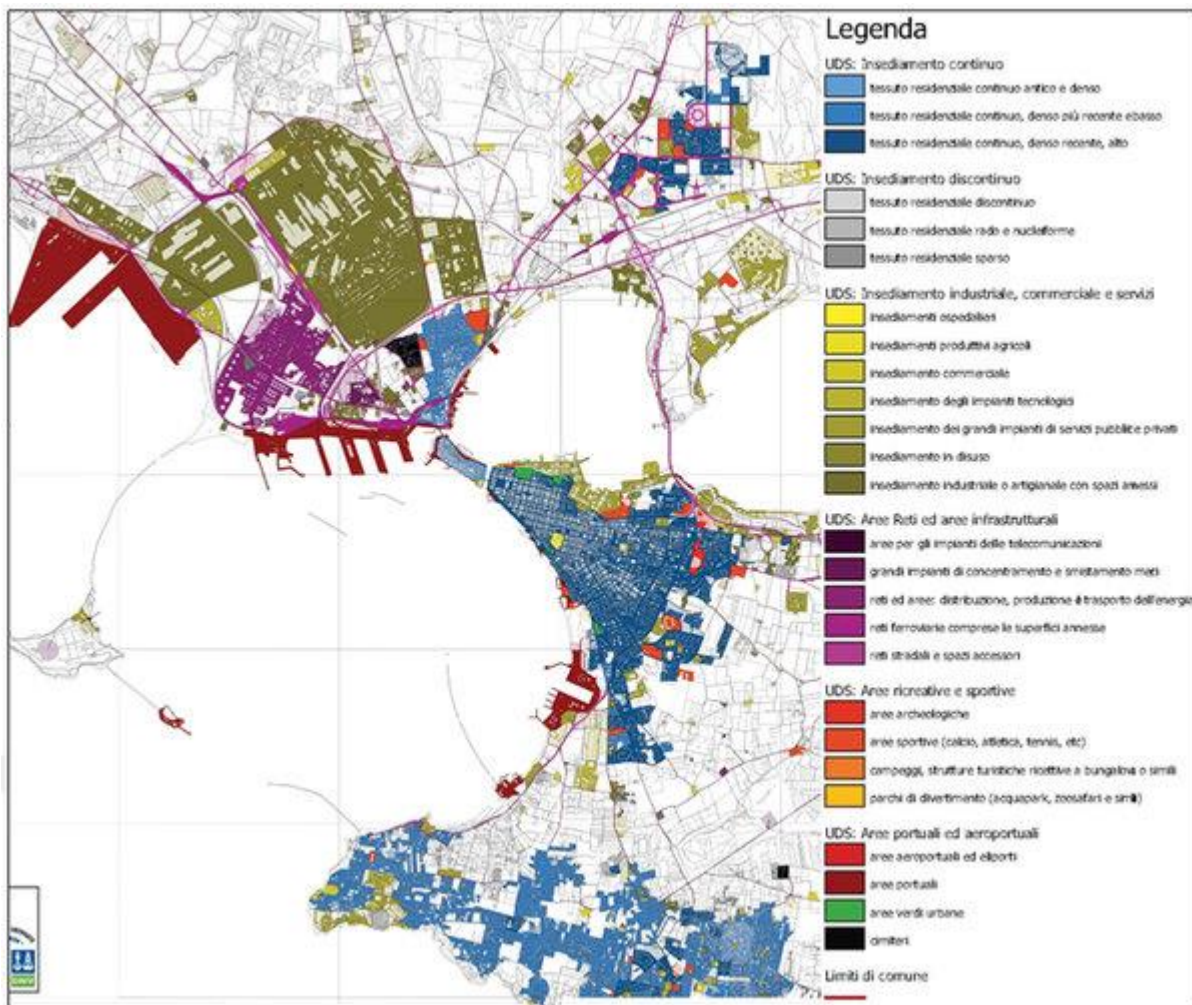 Legenda
UDS: Insediamento continuo
tessuto residenziale continuo antico e denso
tessuto residenziale continuo, denso più recente ebasso
tessuto residenziale continuo, denso recente, alto
UDS: Insediamento discontinuo
tessuto residenziale discontinuo
tessuto residenziale rado e nucleiforme
tessuto residenziale sparso
UDS: Insediamento industriale, commerciale e servizi
insediamenti ospedalieri
insediamenti produttivi agricoli
insediamento commerciale
insediamento degli impianti tecnologici
insediamento dei grandi impianti di servizi pubblici e privati
insediamento in disuso
insediamento industriale o artigianale con spazi annessi
UDS: Aree Reti ed aree infrastrutturali
aree per gli impianti delle telecomunicazioni
grandi impianti di concentramento e smistamento merci
reti ed aree: distribuzione, produzione e trasporto dell'energia
reti ferroviarie comprese le superfici annesse
reti stradali e spazi accessori
UDS: Aree ricreative e sportive
aree archeologiche
aree sportive (calcio, atletica, tennis, etc)
campeggi, strutture turistiche ricettive a bungalows o simili
parchi di divertimento (acquapark, zoosafari e simili)
UDS: Aree portuali ed aeroportuali
aree aeroportuali ed eliporti
aree portuali
aree verdi urbane
cimiteri
Limiti di comune